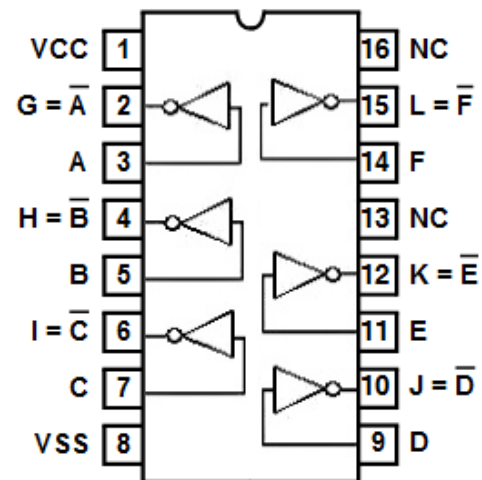 VCC 1 16 NC
G = A̅ 2 15 L = F̅
A 3 14 F
H = B̅ 4 13 NC
B 5 12 K = E̅
I = C̅ 6 11 E
C 7 10 J = D̅
VSS 8 9 D